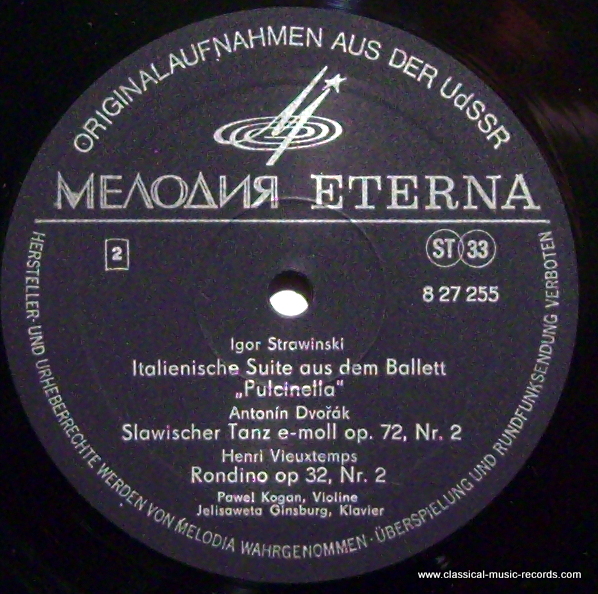 ORIGINALAUFNAHMEN AUS DER UdSSR
МЕЛОДИЯ ETERNA
2
ST 33
8 27 255
Igor Strawinski
Italienische Suite aus dem Ballett
„Pulcinella“
Antonín Dvořák
Slawischer Tanz e-moll op. 72, Nr. 2
Henri Vieuxtemps
Rondino op 32, Nr. 2
Pawel Kogan, Violine
Jelisaweta Ginsburg, Klavier
HERSTELLER- UND URHEBERRECHTE WERDEN VON MELODIA WAHRGENOMMEN · ÜBERSPIELUNG UND RUNDFUNKSENDUNG VERBOTEN
www.classical-music-records.com